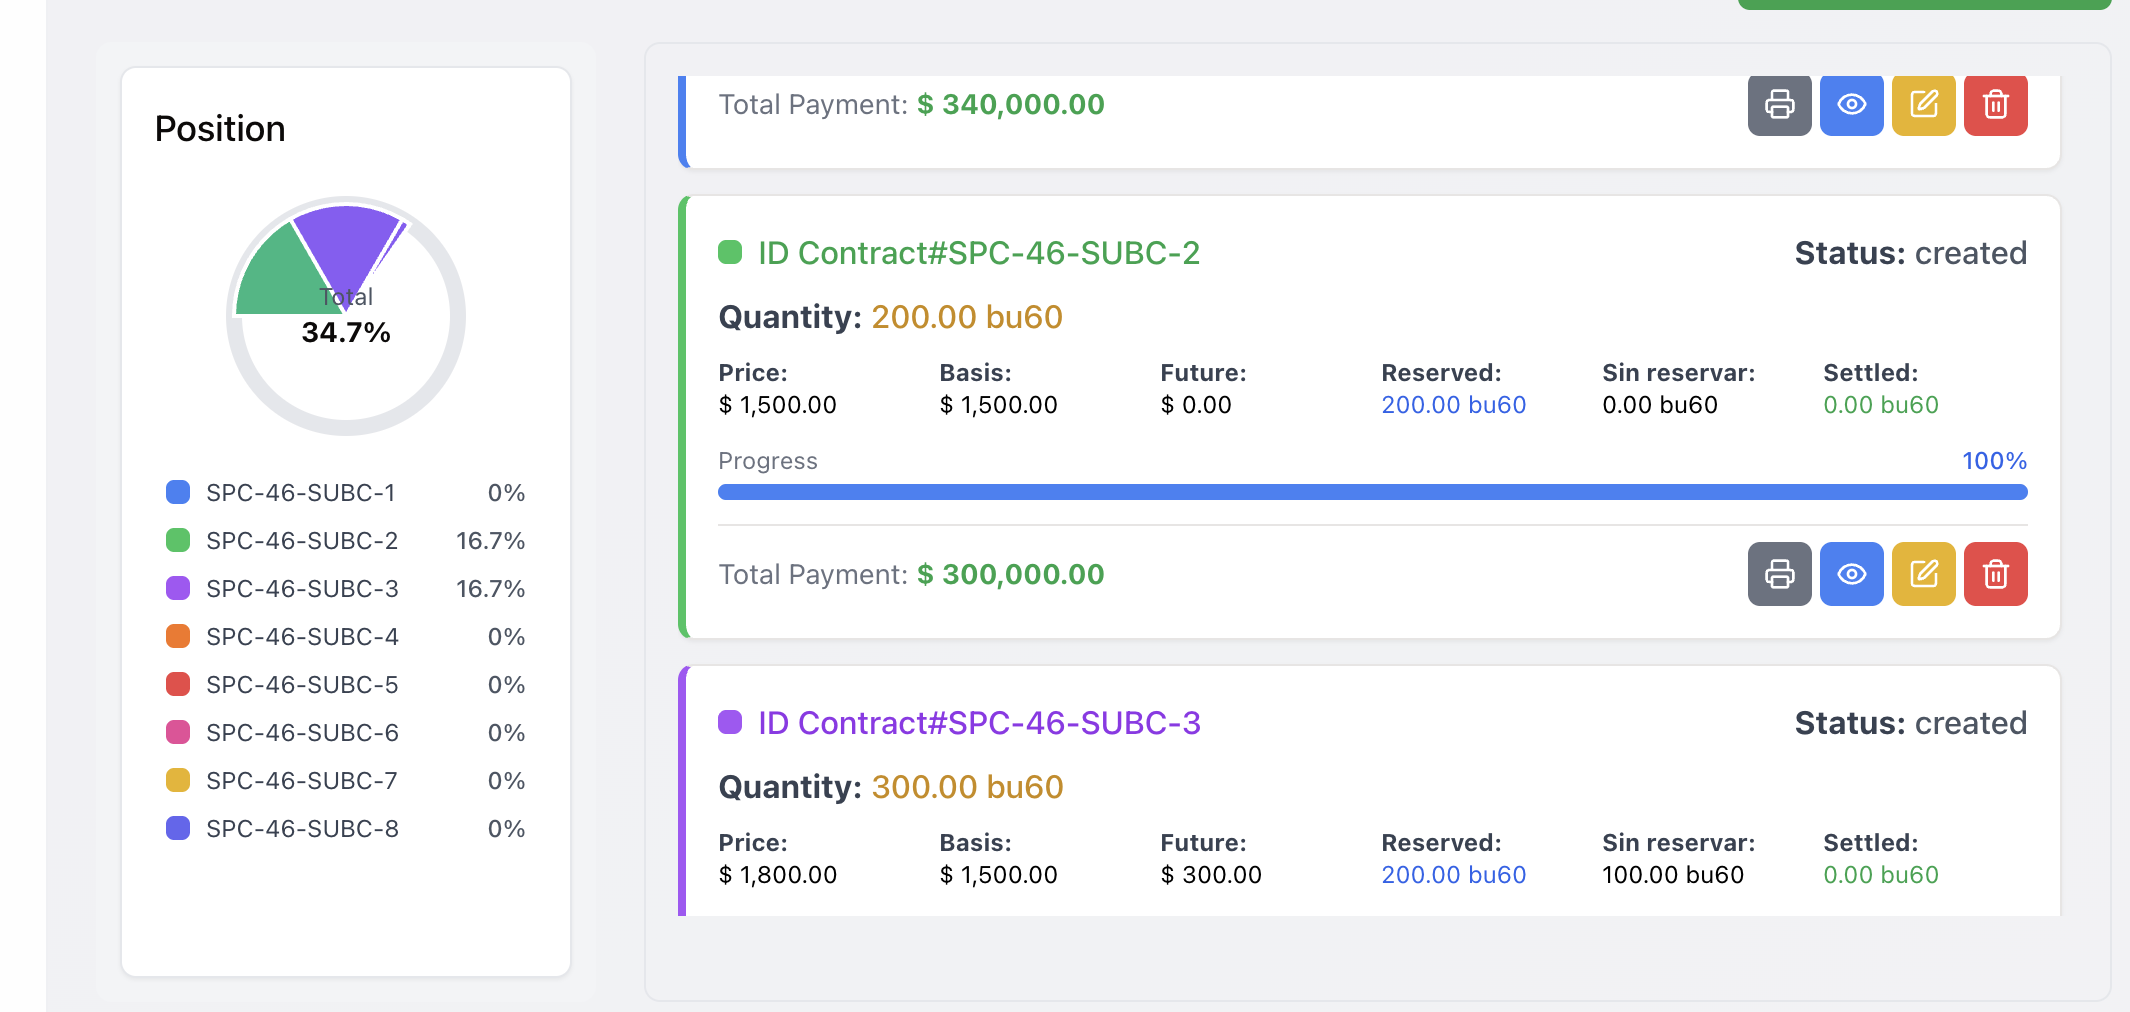 Position
Total
34.7%
SPC-46-SUBC-1 0%
SPC-46-SUBC-2 16.7%
SPC-46-SUBC-3 16.7%
SPC-46-SUBC-4 0%
SPC-46-SUBC-5 0%
SPC-46-SUBC-6 0%
SPC-46-SUBC-7 0%
SPC-46-SUBC-8 0%
Total Payment: $ 340,000.00
ID Contract#SPC-46-SUBC-2 Status: created
Quantity: 200.00 bu60
Price: Basis: Future: Reserved: Sin reservar: Settled:
$ 1,500.00 $ 1,500.00 $ 0.00 200.00 bu60 0.00 bu60 0.00 bu60
Progress 100%
Total Payment: $ 300,000.00
ID Contract#SPC-46-SUBC-3 Status: created
Quantity: 300.00 bu60
Price: Basis: Future: Reserved: Sin reservar: Settled:
$ 1,800.00 $ 1,500.00 $ 300.00 200.00 bu60 100.00 bu60 0.00 bu60